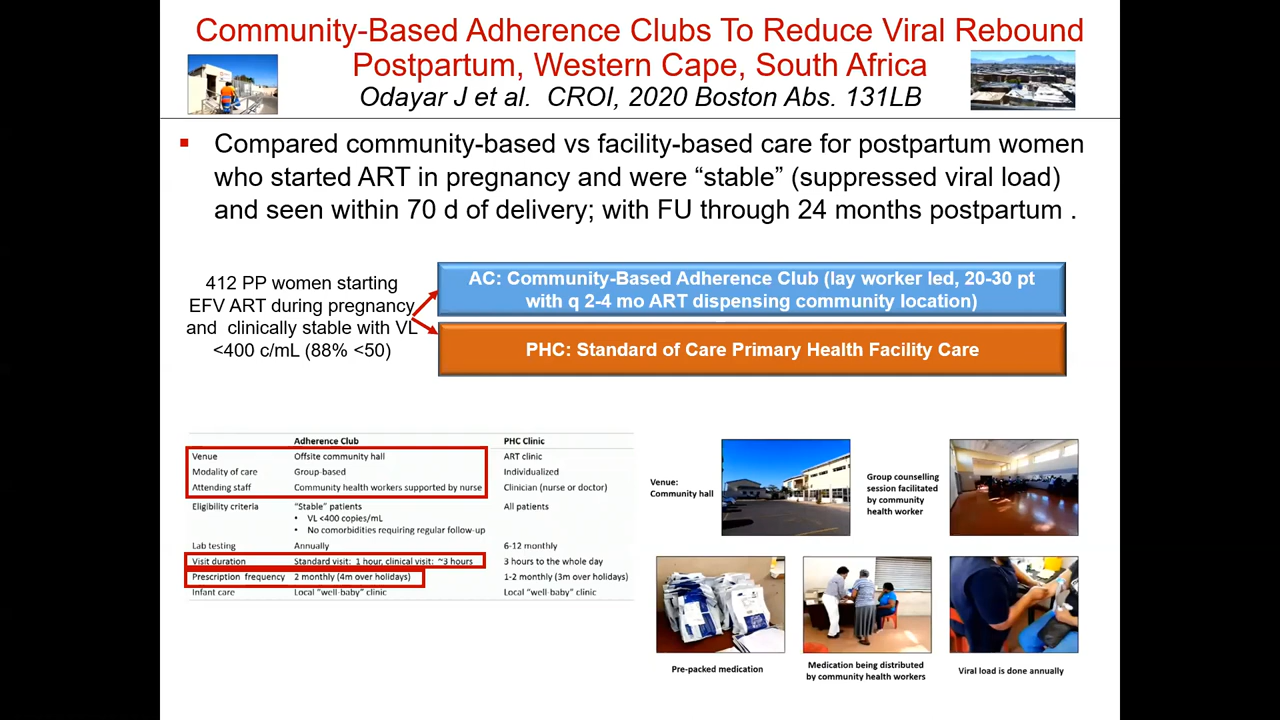 Community-Based Adherence Clubs To Reduce Viral Rebound
Postpartum, Western Cape, South Africa
Odayar J et al. CROI, 2020 Boston Abs. 131LB
▪ Compared community-based vs facility-based care for postpartum women
who started ART in pregnancy and were “stable” (suppressed viral load)
and seen within 70 d of delivery; with FU through 24 months postpartum .
412 PP women starting
EFV ART during pregnancy
and clinically stable with VL
<400 c/mL (88% <50)
AC: Community-Based Adherence Club (lay worker led, 20-30 pt
with q 2-4 mo ART dispensing community location)
PHC: Standard of Care Primary Health Facility Care
Adherence Club PHC Clinic
Venue Offsite community hall ART clinic
Modality of care Group-based Individualized
Attending staff Community health workers supported by nurse Clinician (nurse or doctor)
Eligibility criteria “Stable” patients All patients
• VL <400 copies/mL
• No comorbidities requiring regular follow-up
Lab testing Annually 6-12 monthly
Visit duration Standard visit: 1 hour, clinical visit: ~3 hours 3 hours to the whole day
Prescription frequency 2 monthly (4m over holidays) 1-2 monthly (3m over holidays)
Infant care Local “well-baby” clinic Local “well-baby” clinic
Venue:
Community hall
Group counselling
session facilitated
by community
health worker
Pre-packed medication
Medication being distributed
by community health workers
Viral load is done annually